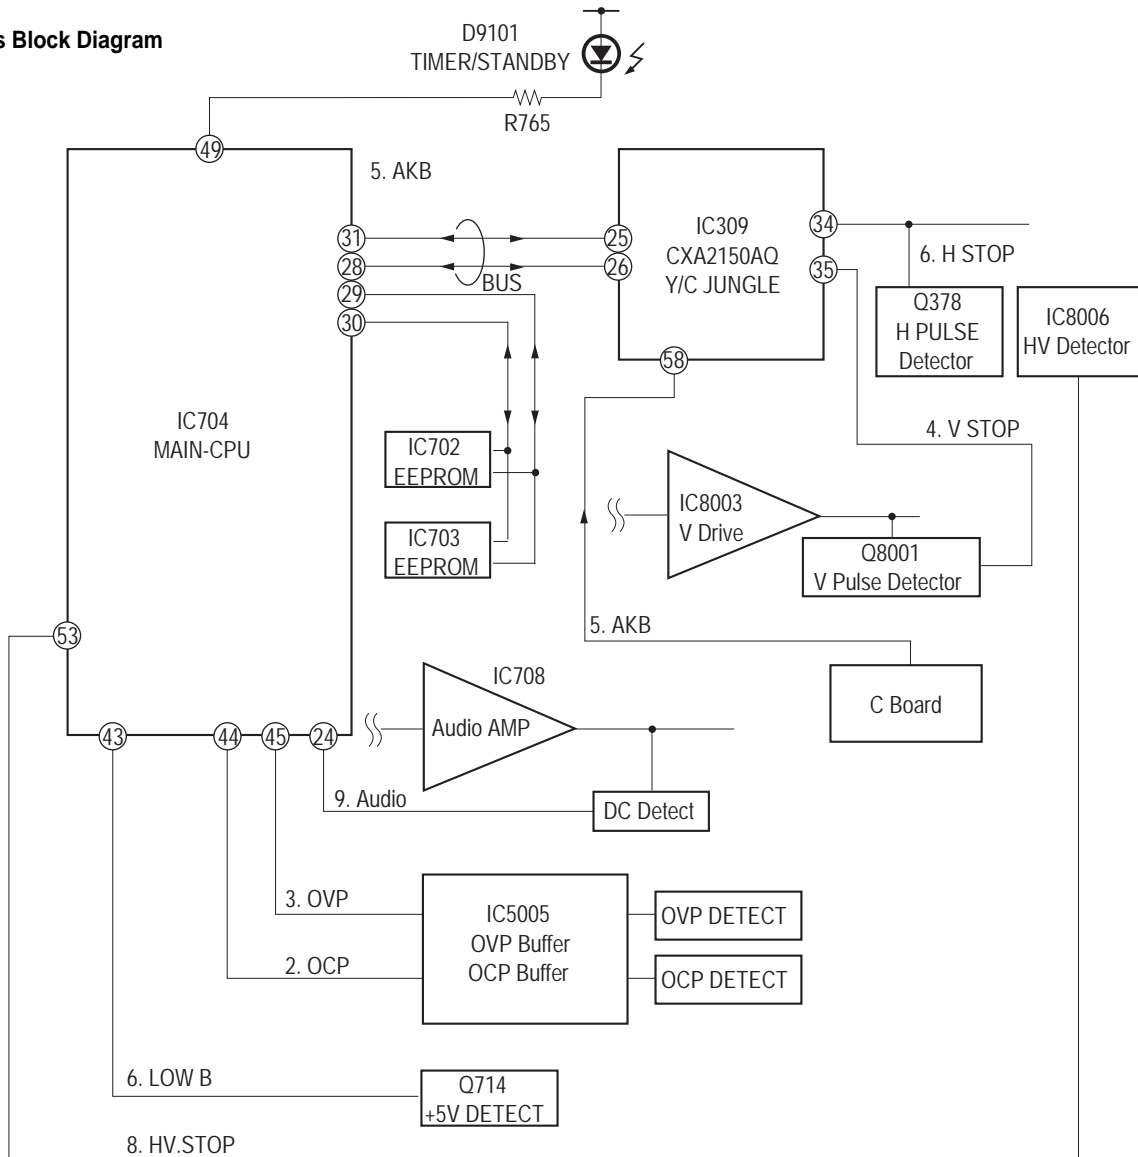 s Block Diagram
D9101
TIMER/STANDBY
R765
49
5. AKB
31
28
29
30
BUS
25
26
IC309
CXA2150AQ
Y/C JUNGLE
34
35
58
6. H STOP
Q378
H PULSE
Detector
IC8006
HV Detector
IC704
MAIN-CPU
IC702
EEPROM
IC703
EEPROM
4. V STOP
IC8003
V Drive
Q8001
V Pulse Detector
5. AKB
C Board
53
43
44
45
24
IC708
Audio AMP
9. Audio
DC Detect
3. OVP
2. OCP
IC5005
OVP Buffer
OCP Buffer
OVP DETECT
OCP DETECT
6. LOW B
Q714
+5V DETECT
8. HV.STOP